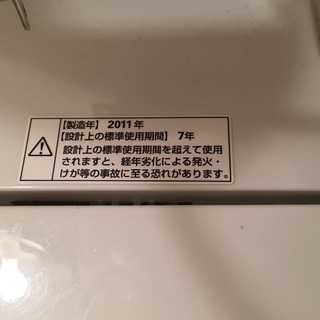 【製造年】 2011年
【設計上の標準使用期間】 7年
設計上の標準使用期間を超えて使用
されますと、経年劣化による発火・
けが等の事故に至る恐れがあります。